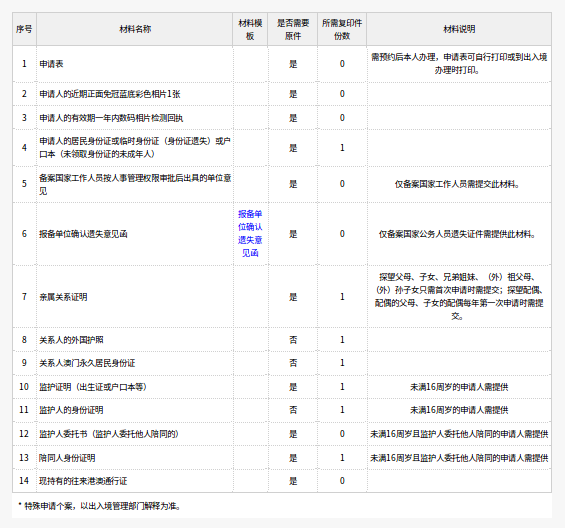 序号 材料名称 材料模板 是否需要原件 所需复印件份数 材料说明
1 申请表 是 0 需预约后本人办理，申请表可自行打印或到出入境
办理时打印。
2 申请人的近期正面免冠蓝底彩色相片1张 是 0
3 申请人的有效期一年内数码相片检测回执 是 0
4 申请人的居民身份证或临时身份证（身份证遗失）或户
口本（未领取身份证的未成年人） 是 1
5 备案国家工作人员按人事管理权限审批后出具的单位意
见 是 0 仅备案国家工作人员需提交此材料。
6 报备单位确认遗失意见函 报备单
位确认
遗失意
见函 是 0 仅备案国家公务人员遗失证件需提供此材料。
7 亲属关系证明 是 1 探望父母、子女、兄弟姐妹、（外）祖父母、
（外）孙子女只需首次申请时需提交；探望配偶、
配偶的父母、子女的配偶每年第一次申请时需提
交。
8 关系人的外国护照 否 1
9 关系人澳门永久居民身份证 否 1
10 监护证明（出生证或户口本等） 是 1 未满16周岁的申请人需提供
11 监护人的身份证明 否 1 未满16周岁的申请人需提供
12 监护人委托书（监护人委托他人陪同的） 是 0 未满16周岁且监护人委托他人陪同的申请人需提供
13 陪同人身份证明 是 1 未满16周岁且监护人委托他人陪同的申请人需提供
14 现持有的往来港澳通行证 是 0
* 特殊申请个案，以出入境管理部门解释为准。